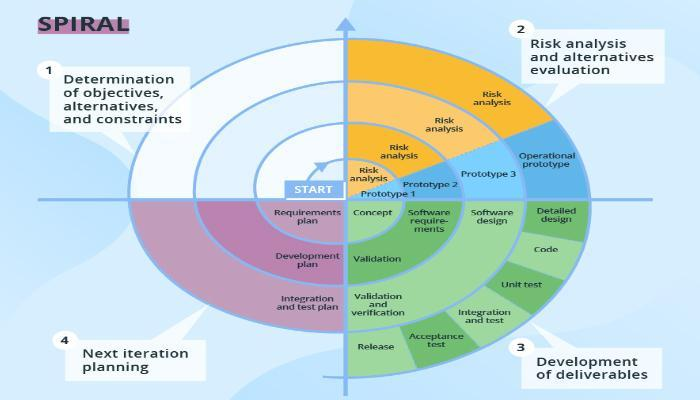 SPIRAL
1
Determination
of objectives,
alternatives,
and constraints
2
Risk analysis
and alternatives
evaluation
Risk
analysis
Risk
analysis
Risk
analysis
Risk
analysis
Operational
prototype
Prototype 3
Prototype 2
Prototype 1
START
Requirements
plan
Concept
Software
require-
ments
Software
design
Detailed
design
Code
Development
plan
Validation
Unit test
Integration
and test plan
Validation
and
verification
Integration
and test
Acceptance
test
Release
4
Next iteration
planning
3
Development
of deliverables